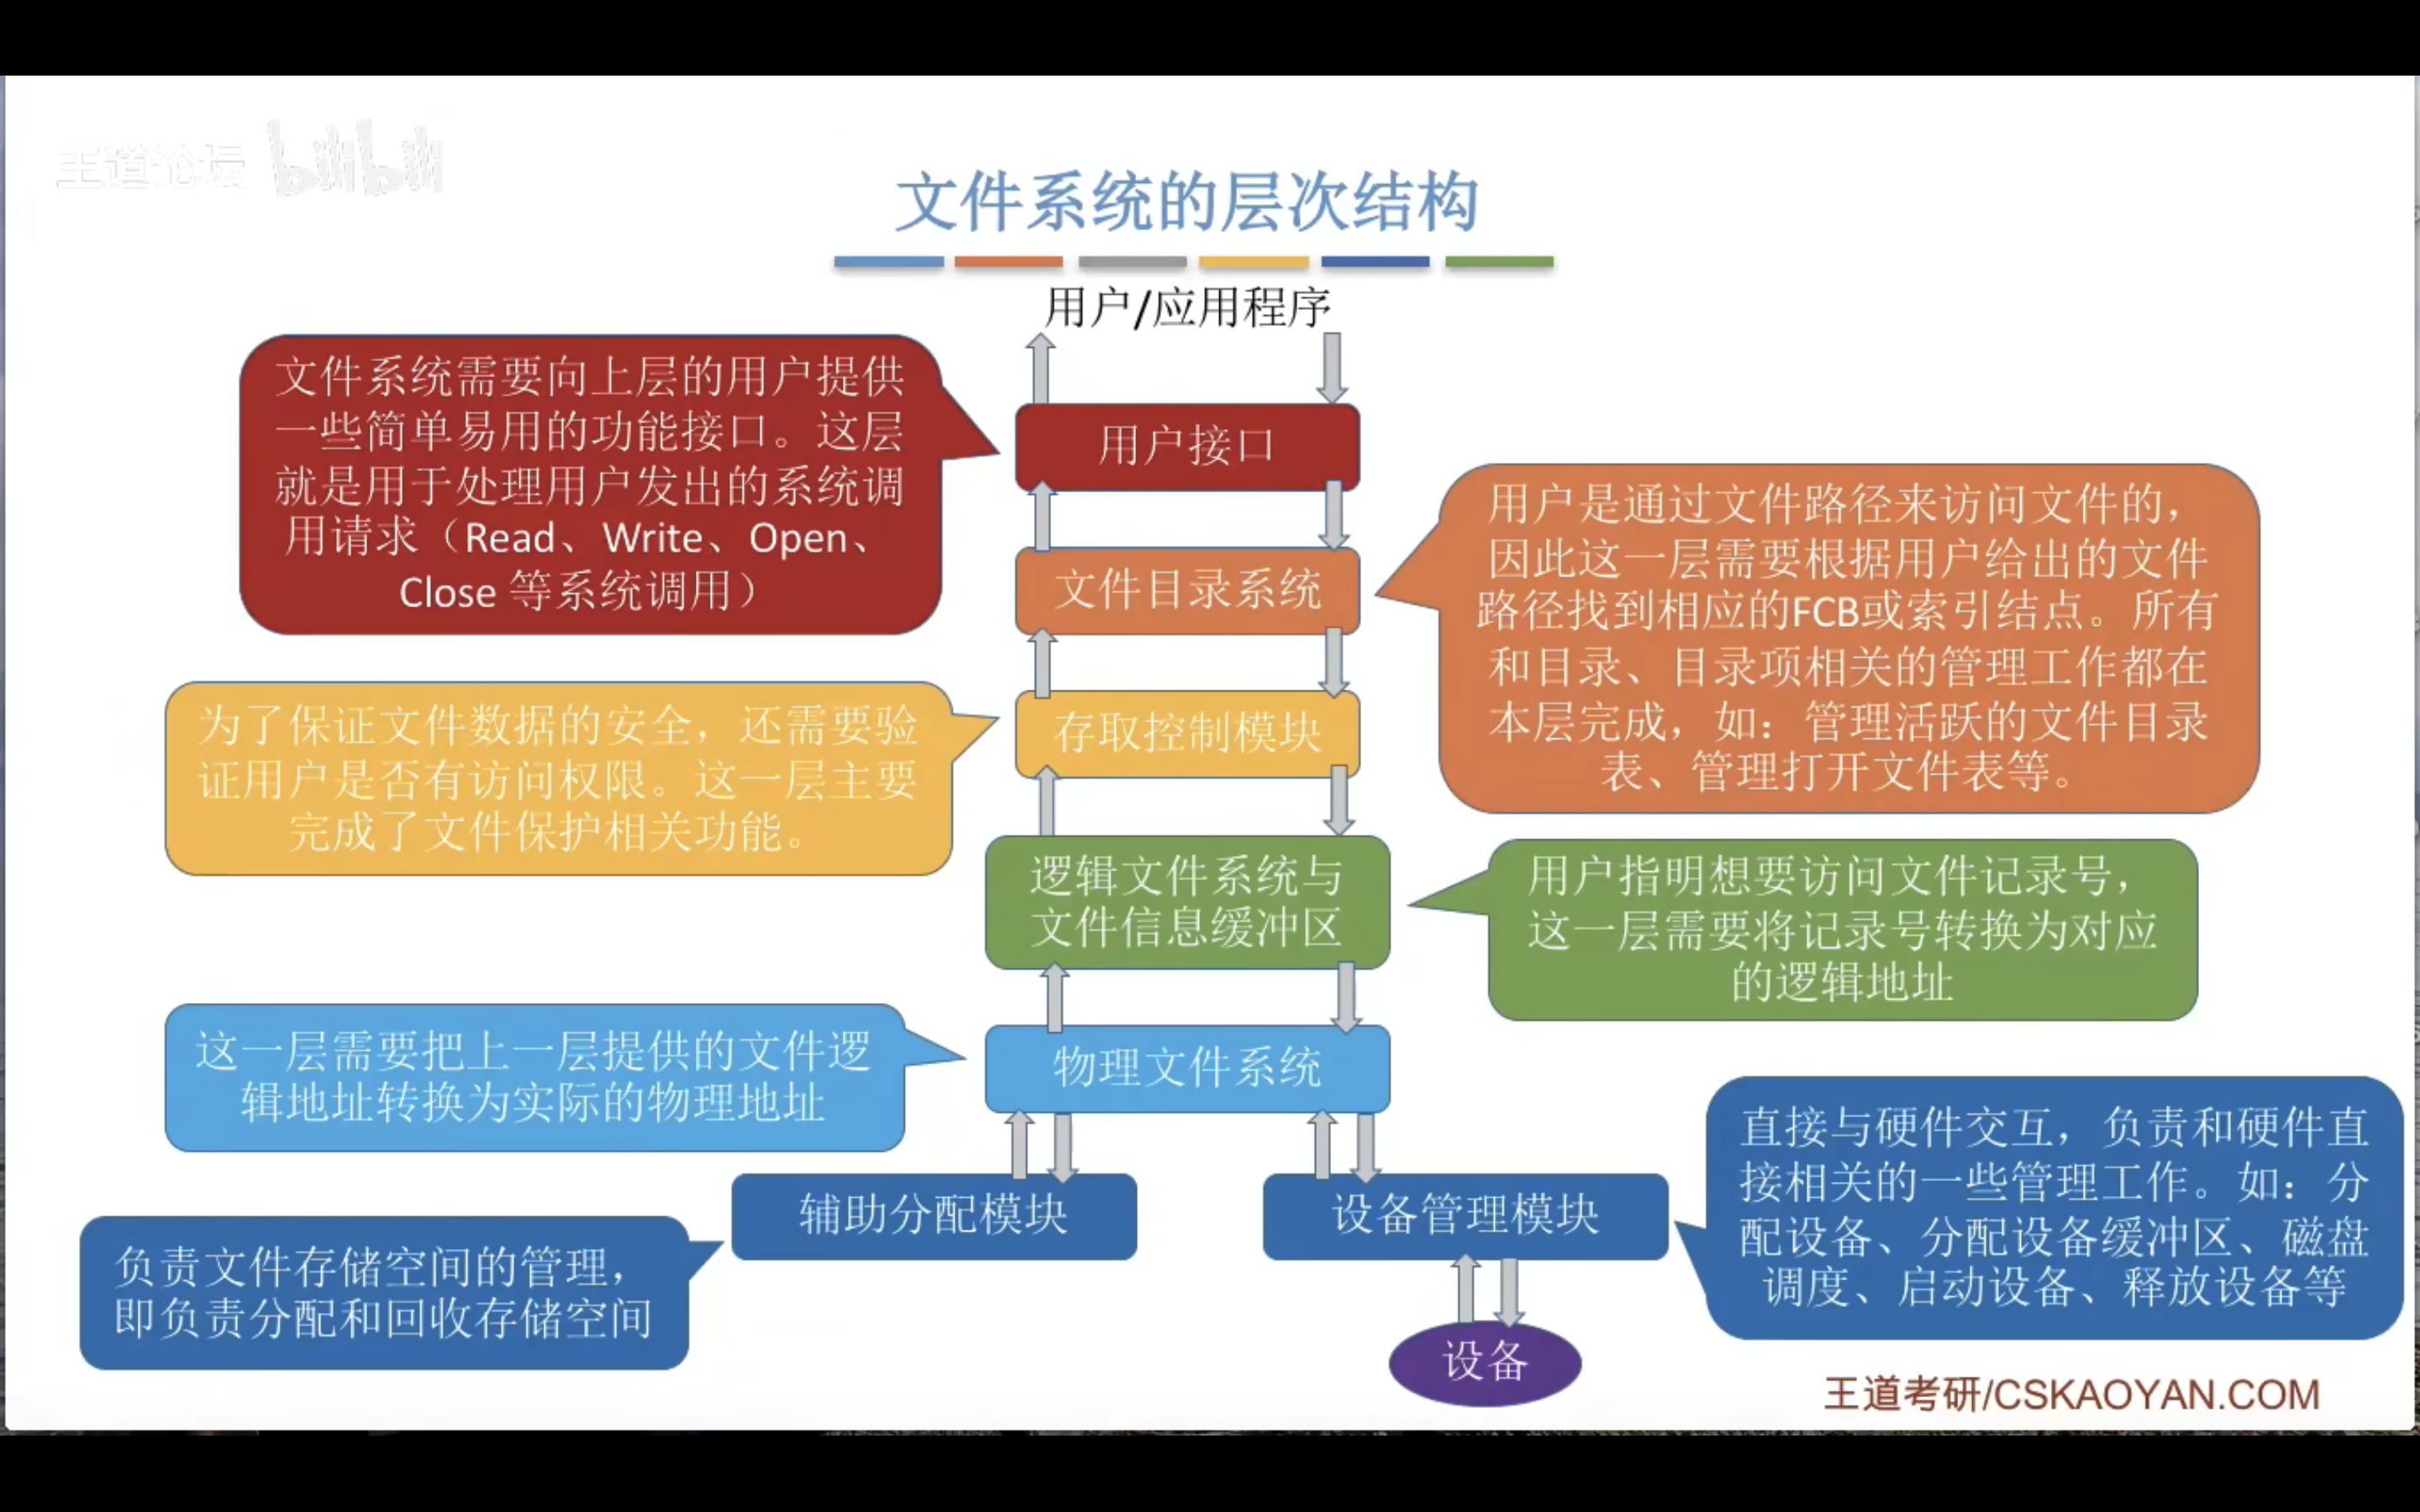 王道论坛 bilibili
文件系统的层次结构
用户/应用程序
文件系统需要向上层的用户提供
一些简单易用的功能接口。这层
就是用于处理用户发出的系统调
用请求（Read、Write、Open、
Close 等系统调用）
用户接口
用户是通过文件路径来访问文件的，
因此这一层需要根据用户给出的文件
路径找到相应的FCB或索引结点。所有
和目录、目录项相关的管理工作都在
本层完成，如：管理活跃的文件目录
表、管理打开文件表等。
文件目录系统
为了保证文件数据的安全，还需要验
证用户是否有访问权限。这一层主要
完成了文件保护相关功能。
存取控制模块
逻辑文件系统与
文件信息缓冲区
用户指明想要访问文件记录号，
这一层需要将记录号转换为对应
的逻辑地址
这一层需要把上一层提供的文件逻
辑地址转换为实际的物理地址
物理文件系统
辅助分配模块
设备管理模块
直接与硬件交互，负责和硬件直
接相关的一些管理工作。如：分
配设备、分配设备缓冲区、磁盘
调度、启动设备、释放设备等
负责文件存储空间的管理，
即负责分配和回收存储空间
设备
王道考研/CSKAOYAN.COM